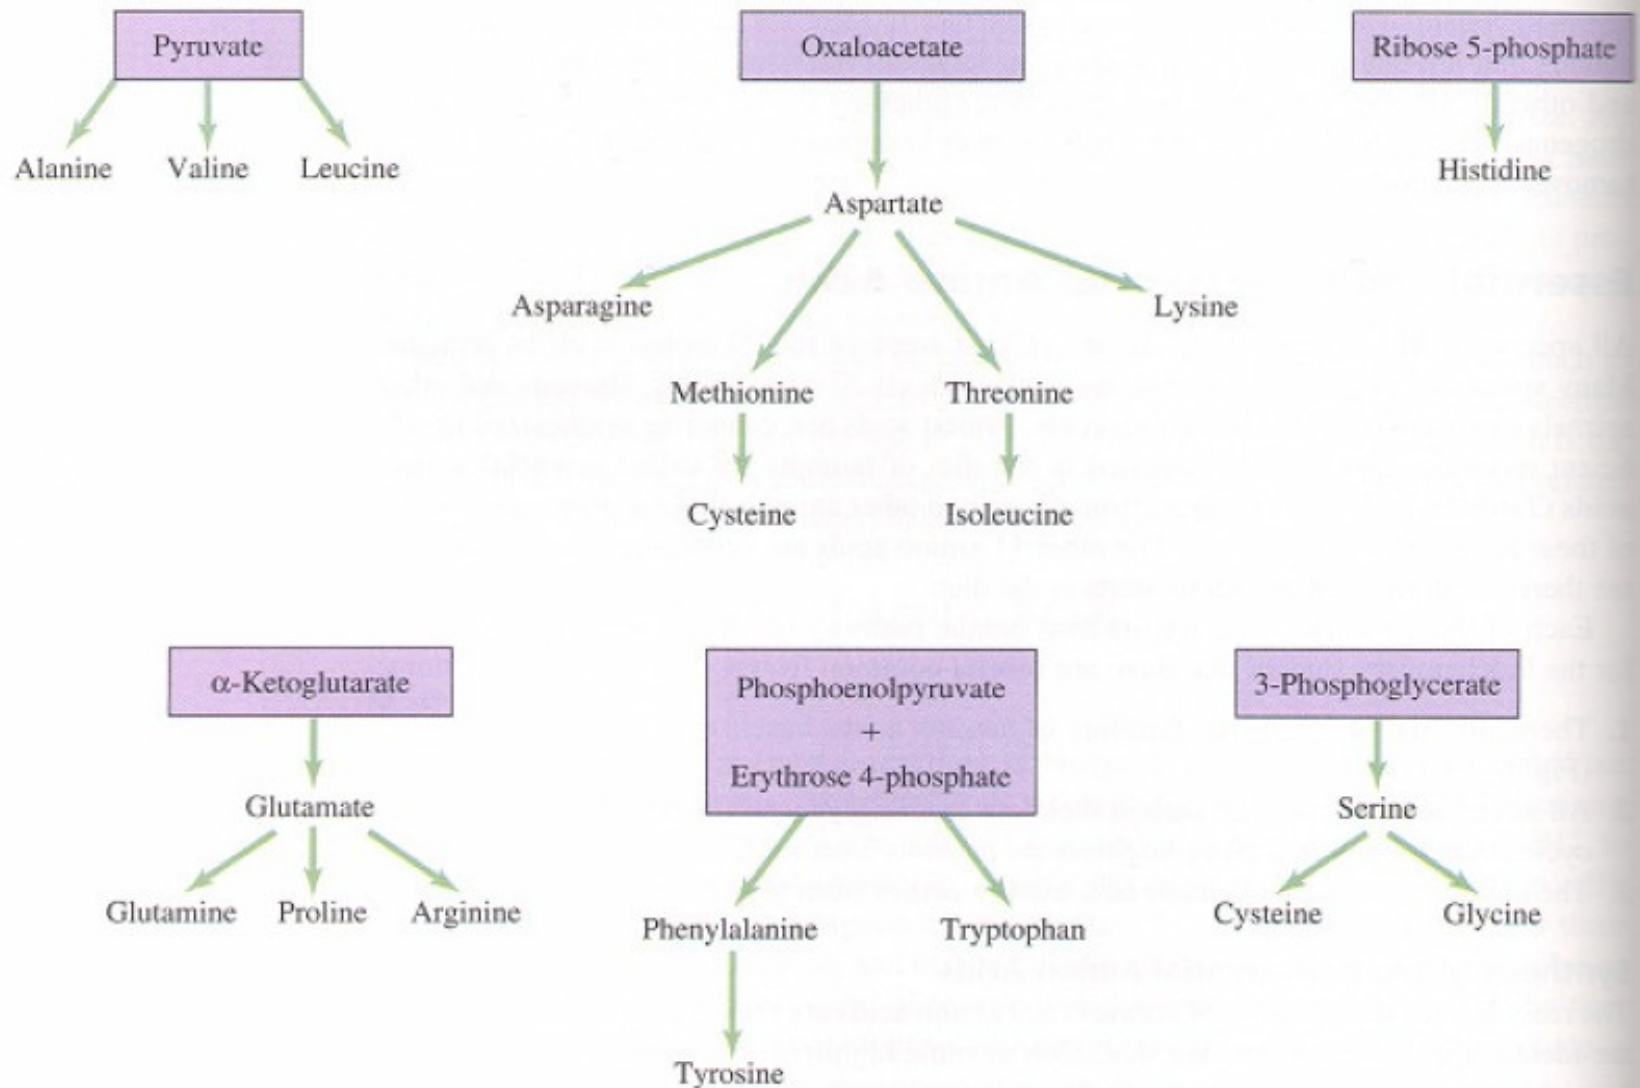 Pyruvate
Oxaloacetate
Ribose 5-phosphate
Alanine
Valine
Leucine
Histidine
Aspartate
Asparagine
Lysine
Methionine
Threonine
Cysteine
Isoleucine
α-Ketoglutarate
Phosphoenolpyruvate
+
Erythrose 4-phosphate
3-Phosphoglycerate
Glutamate
Serine
Glutamine
Proline
Arginine
Phenylalanine
Tryptophan
Cysteine
Glycine
Tyrosine